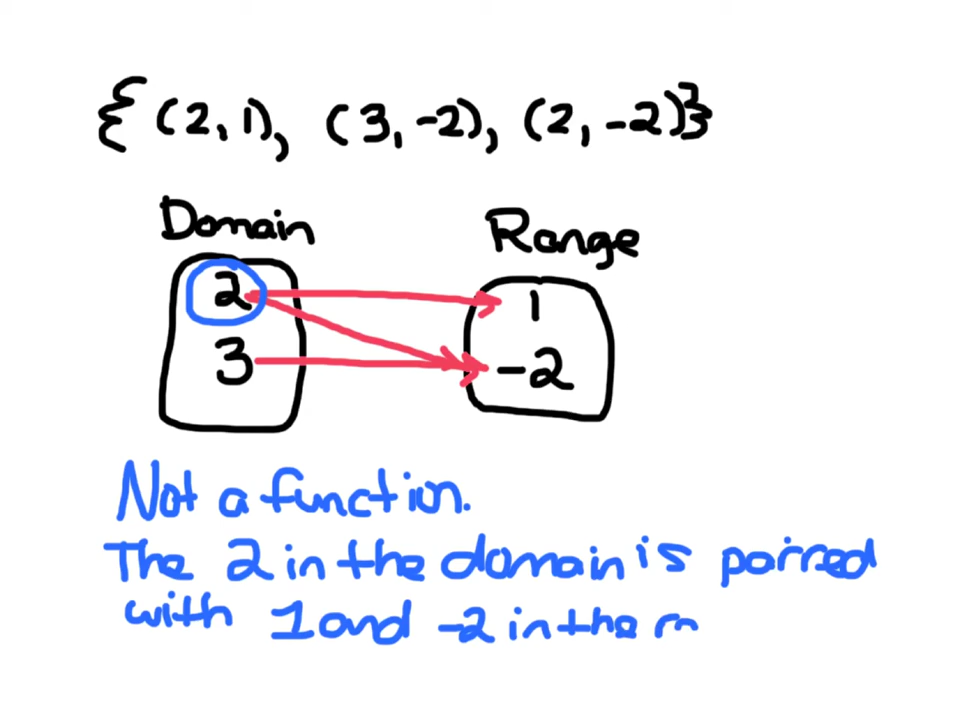 {(2,1), (3,-2), (2,-2)}
Domain Range
2 1
3 -2
Not a function.
The 2 in the domain is paired
with 1 and -2 in the